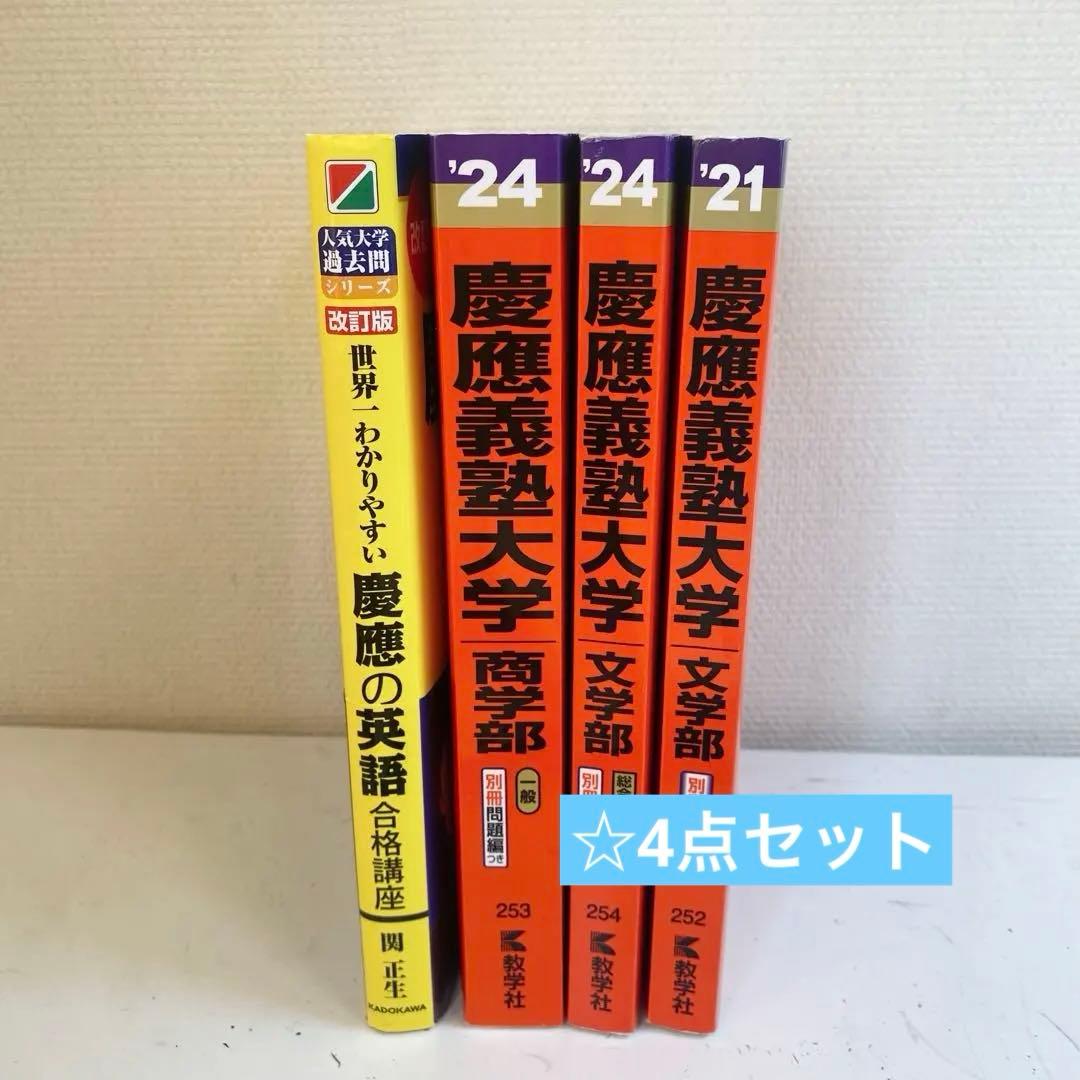 人気大学
過去問
シリーズ
改訂版
世界一わかりやすい
慶應の英語
合格講座
関 正生
KADOKAWA
'24
慶應義塾大学
商学部
一般
別冊問題編つき
253
教学社
'24
慶應義塾大学
文学部
254
教学社
'21
慶應義塾大学
文学部
252
教学社
☆4点セット